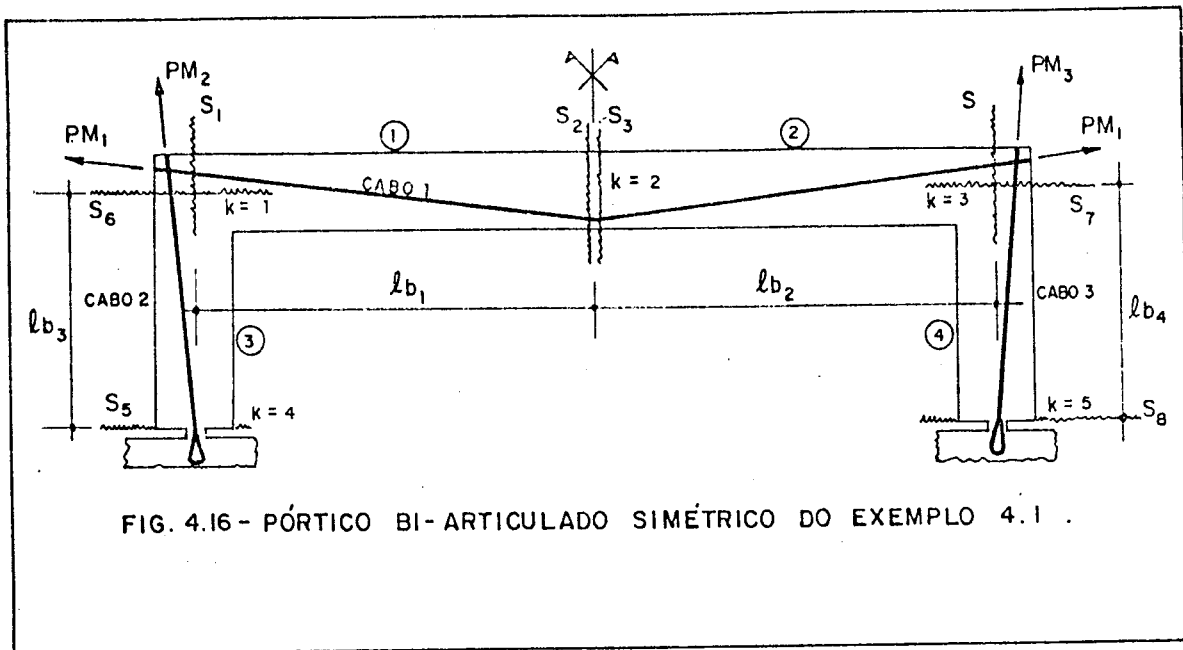 PM₂
PM₃
S₁
S₂
S₃
S
PM₁
PM₁
1
2
CABO 1
k = 2
S₆
k = 1
k = 3
S₇
CABO 2
ℓb₁
ℓb₂
CABO 3
ℓb₃
ℓb₄
3
4
S₅
k = 4
k = 5
S₈
FIG. 4.16 - PÓRTICO BI-ARTICULADO SIMÉTRICO DO EXEMPLO 4.1 .